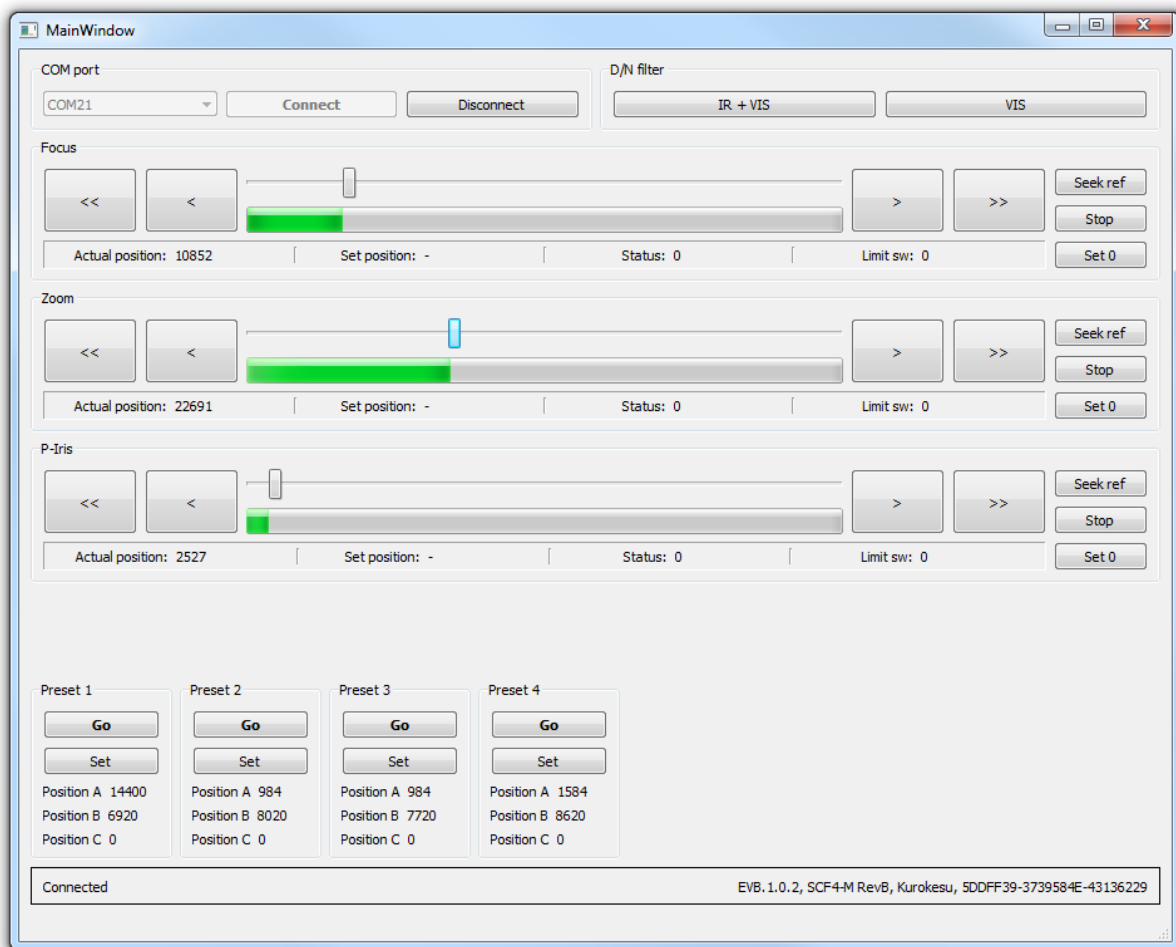 MainWindow
COM port
D/N filter
COM21 Connect Disconnect IR + VIS VIS
Focus
<< < > >> Seek ref
Stop
Actual position: 10852 Set position: - Status: 0 Limit sw: 0 Set 0
Zoom
<< < > >> Seek ref
Stop
Actual position: 22691 Set position: - Status: 0 Limit sw: 0 Set 0
P-Iris
<< < > >> Seek ref
Stop
Actual position: 2527 Set position: - Status: 0 Limit sw: 0 Set 0
Preset 1 Preset 2 Preset 3 Preset 4
Go Go Go Go
Set Set Set Set
Position A 14400 Position A 984 Position A 984 Position A 1584
Position B 6920 Position B 8020 Position B 7720 Position B 8620
Position C 0 Position C 0 Position C 0 Position C 0
Connected EVB.1.0.2, SCF4-M RevB, Kurokesu, 5DDFF39-3739584E-43136229